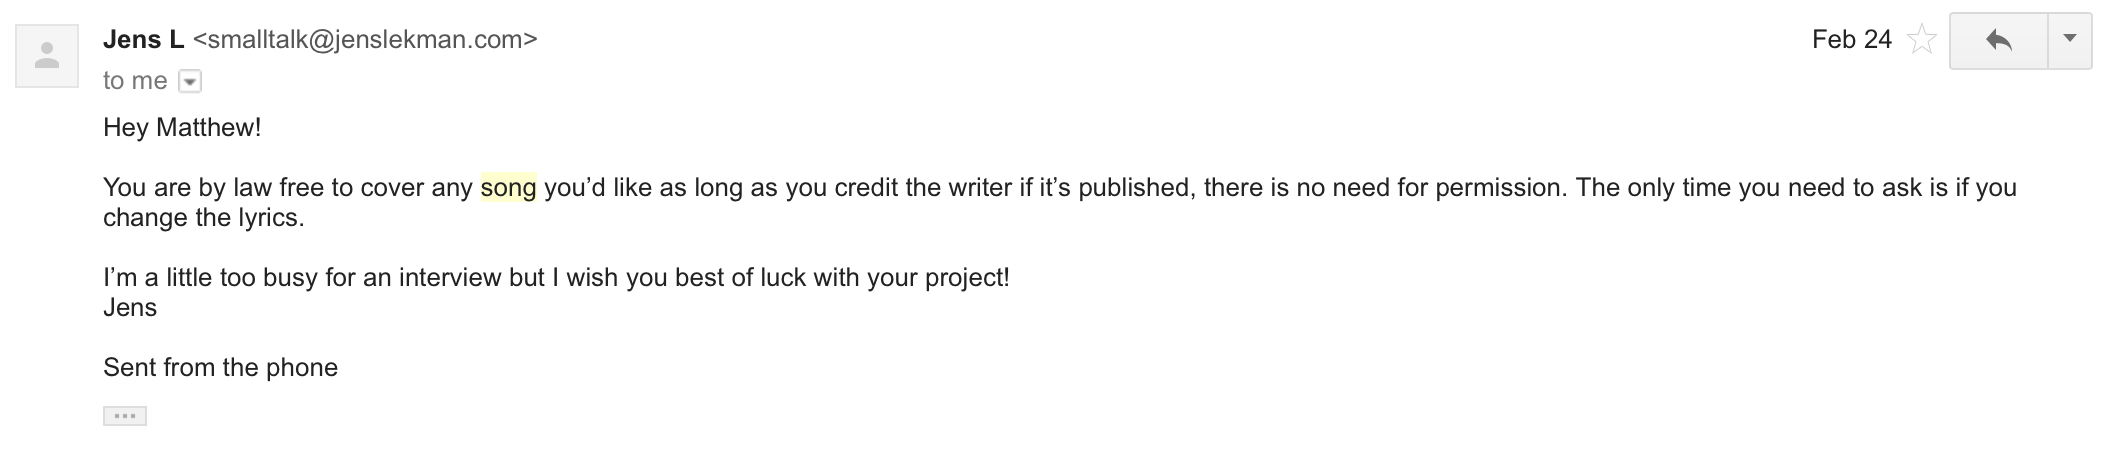 Jens L <smalltalk@jenslekman.com>
Feb 24
to me
Hey Matthew!
You are by law free to cover any song you’d like as long as you credit the writer if it’s published, there is no need for permission. The only time you need to ask is if you
change the lyrics.
I’m a little too busy for an interview but I wish you best of luck with your project!
Jens
Sent from the phone